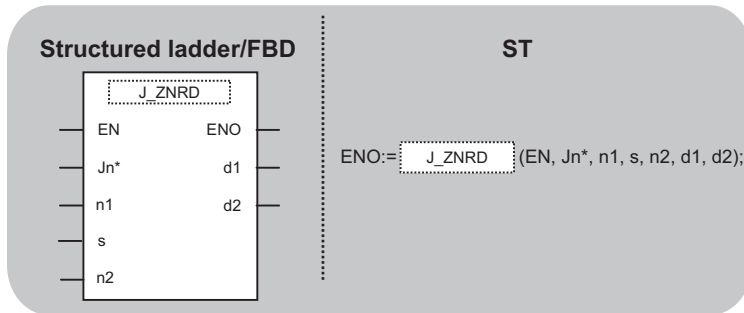 Structured ladder/FBD
ST
J_ZNRD
EN ENO
Jn* d1
n1 d2
s
n2
ENO:= J_ZNRD (EN, Jn*, n1, s, n2, d1, d2);